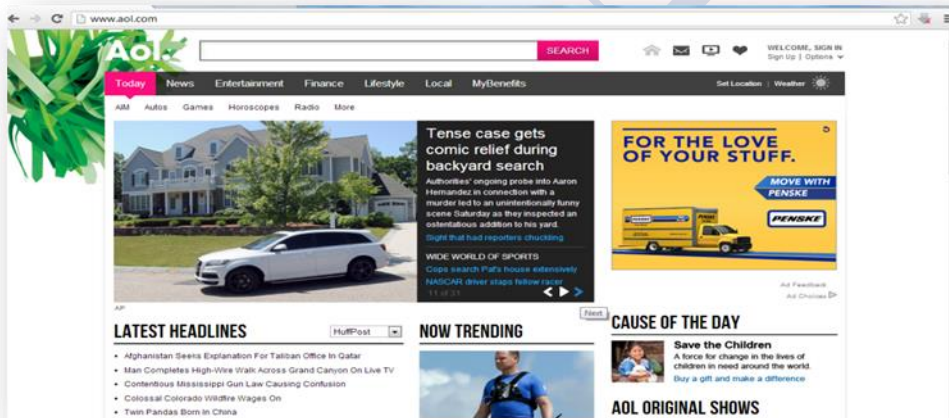 www.aol.com
Aol.
SEARCH
WELCOME, SIGN IN
Sign Up | Options
Today News Entertainment Finance Lifestyle Local MyBenefits
Set Location | Weather
AIM Autos Games Horoscopes Radio More
Tense case gets
comic relief during
backyard search
Authorities' ongoing probe into Aaron
Hernandez in connection with a
murder led to an unintentionally funny
scene Saturday as they inspected an
ostentatious addition to his yard.
Sight that had reporters chuckling
WIDE WORLD OF SPORTS
Cops search Pat's house extensively
NASCAR driver slaps fellow racer
11 of 31
Next
AP
FOR THE LOVE
OF YOUR STUFF.
MOVE WITH
PENSKE
PENSKE
Ad Feedback
Ad Choices
LATEST HEADLINES
HuffPost
Afghanistan Seeks Explanation For Taliban Office In Qatar
Man Completes High-Wire Walk Across Grand Canyon On Live TV
Contentious Mississippi Gun Law Causing Confusion
Colossal Colorado Wildfire Wages On
Twin Pandas Born In China
NOW TRENDING
CAUSE OF THE DAY
Save the Children
A force for change in the lives of
children in need around the world.
Buy a gift and make a difference
AOL ORIGINAL SHOWS